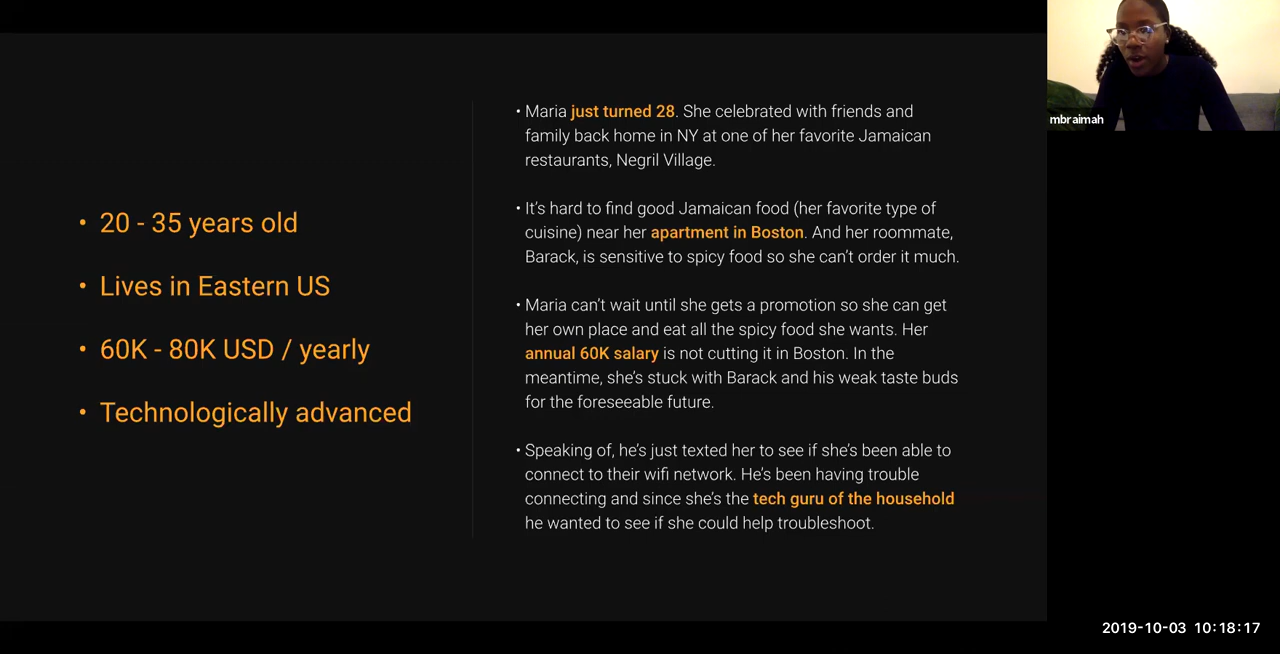 • 20 - 35 years old
• Lives in Eastern US
• 60K - 80K USD / yearly
• Technologically advanced
• Maria just turned 28. She celebrated with friends and
family back home in NY at one of her favorite Jamaican
restaurants, Negril Village.
• It’s hard to find good Jamaican food (her favorite type of
cuisine) near her apartment in Boston. And her roommate,
Barack, is sensitive to spicy food so she can’t order it much.
• Maria can’t wait until she gets a promotion so she can get
her own place and eat all the spicy food she wants. Her
annual 60K salary is not cutting it in Boston. In the
meantime, she’s stuck with Barack and his weak taste buds
for the foreseeable future.
• Speaking of, he’s just texted her to see if she’s been able to
connect to their wifi network. He’s been having trouble
connecting and since she’s the tech guru of the household
he wanted to see if she could help troubleshoot.
mbraimah
2019-10-03 10:18:17